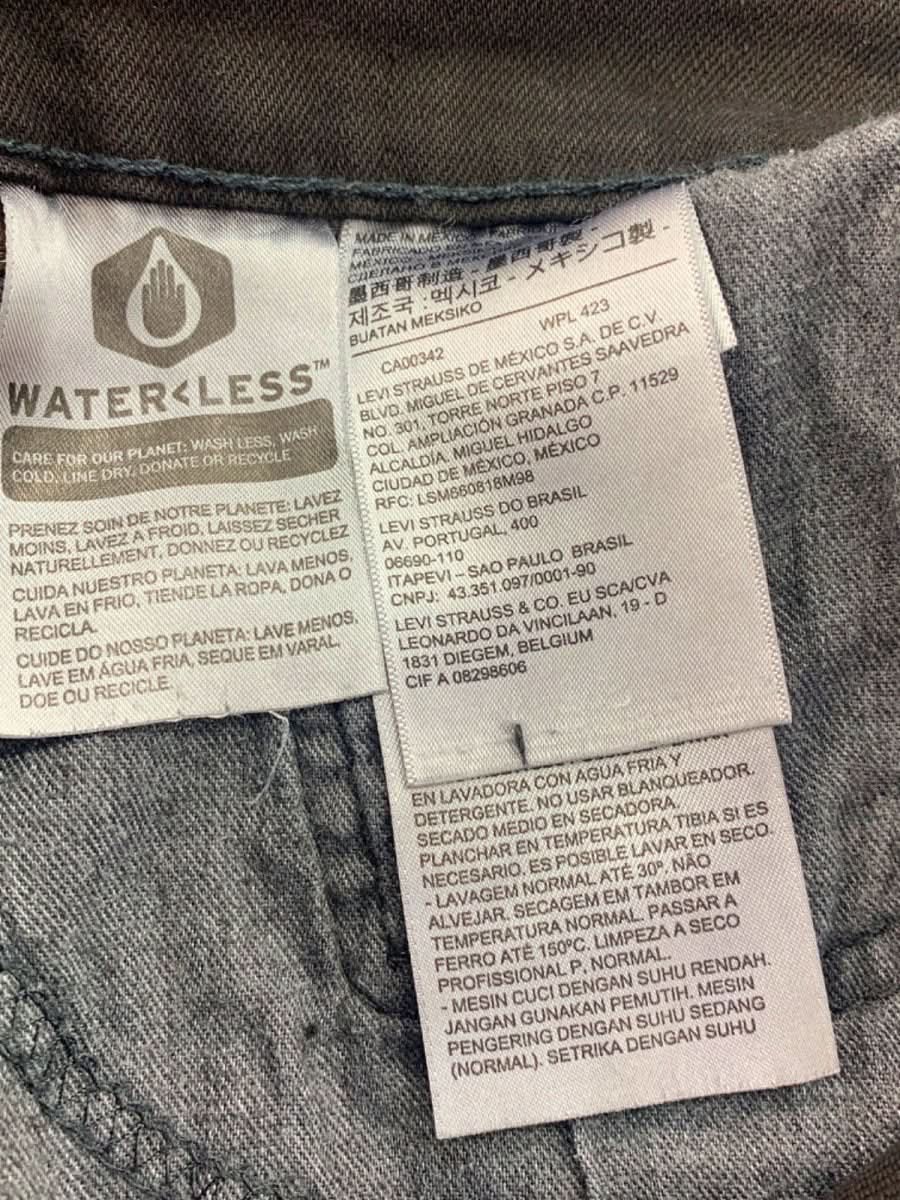 WATER<LESS™
CARE FOR OUR PLANET: WASH LESS, WASH
COLD, LINE DRY, DONATE OR RECYCLE
PRENEZ SOIN DE NOTRE PLANETE: LAVEZ
MOINS, LAVEZ A FROID, LAISSEZ SECHER
NATURELLEMENT, DONNEZ OU RECYCLEZ
CUIDA NUESTRO PLANETA: LAVA MENOS,
LAVA EN FRIO, TIENDE LA ROPA, DONA O
RECICLA.
CUIDE DO NOSSO PLANETA: LAVE MENOS,
LAVE EM ÁGUA FRIA, SEQUE EM VARAL.
DOE OU RECICLE.
MADE IN
FABRICADO
墨西哥制造 - 墨西哥製 -
제조국 :멕시코 - メキシコ製 -
BUATAN MEKSIKO
CA00342 WPL 423
LEVI STRAUSS DE MÉXICO S.A. DE C.V.
BLVD. MIGUEL DE CERVANTES SAAVEDRA
NO. 301, TORRE NORTE PISO 7
COL. AMPLIACIÓN GRANADA C.P. 11529
ALCALDÍA, MIGUEL HIDALGO
CIUDAD DE MÉXICO, MÉXICO
RFC: LSM660818M98
LEVI STRAUSS DO BRASIL
AV. PORTUGAL, 400
06690-110
ITAPEVI – SAO PAULO BRASIL
CNPJ: 43.351.097/0001-90
LEVI STRAUSS & CO. EU SCA/CVA
LEONARDO DA VINCILAAN, 19 - D
1831 DIEGEM, BELGIUM
CIF A 08298606
EN LAVADORA CON AGUA FRIA Y
DETERGENTE. NO USAR BLANQUEADOR.
SECADO MEDIO EN SECADORA.
PLANCHAR EN TEMPERATURA TIBIA SI ES
NECESARIO. ES POSIBLE LAVAR EN SECO.
- LAVAGEM NORMAL ATÉ 30º. NÃO
ALVEJAR. SECAGEM EM TAMBOR EM
TEMPERATURA NORMAL. PASSAR A
FERRO ATÉ 150ºC. LIMPEZA A SECO
PROFISSIONAL P, NORMAL.
- MESIN CUCI DENGAN SUHU RENDAH.
JANGAN GUNAKAN PEMUTIH. MESIN
PENGERING DENGAN SUHU SEDANG
(NORMAL). SETRIKA DENGAN SUHU